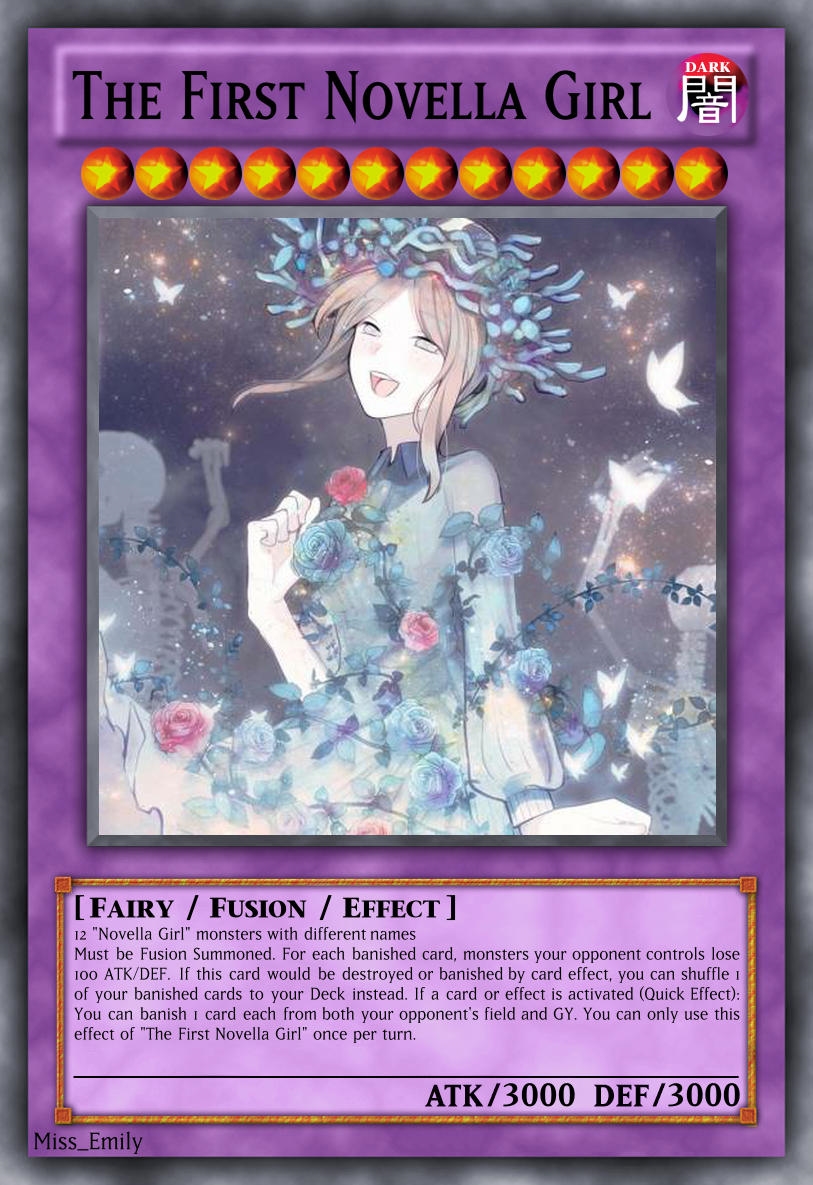 The First Novella Girl
DARK
闇
[ Fairy / Fusion / Effect ]
12 "Novella Girl" monsters with different names
Must be Fusion Summoned. For each banished card, monsters your opponent controls lose
100 ATK/DEF. If this card would be destroyed or banished by card effect, you can shuffle 1
of your banished cards to your Deck instead. If a card or effect is activated (Quick Effect):
You can banish 1 card each from both your opponent's field and GY. You can only use this
effect of "The First Novella Girl" once per turn.
ATK/3000 DEF/3000
Miss_Emily